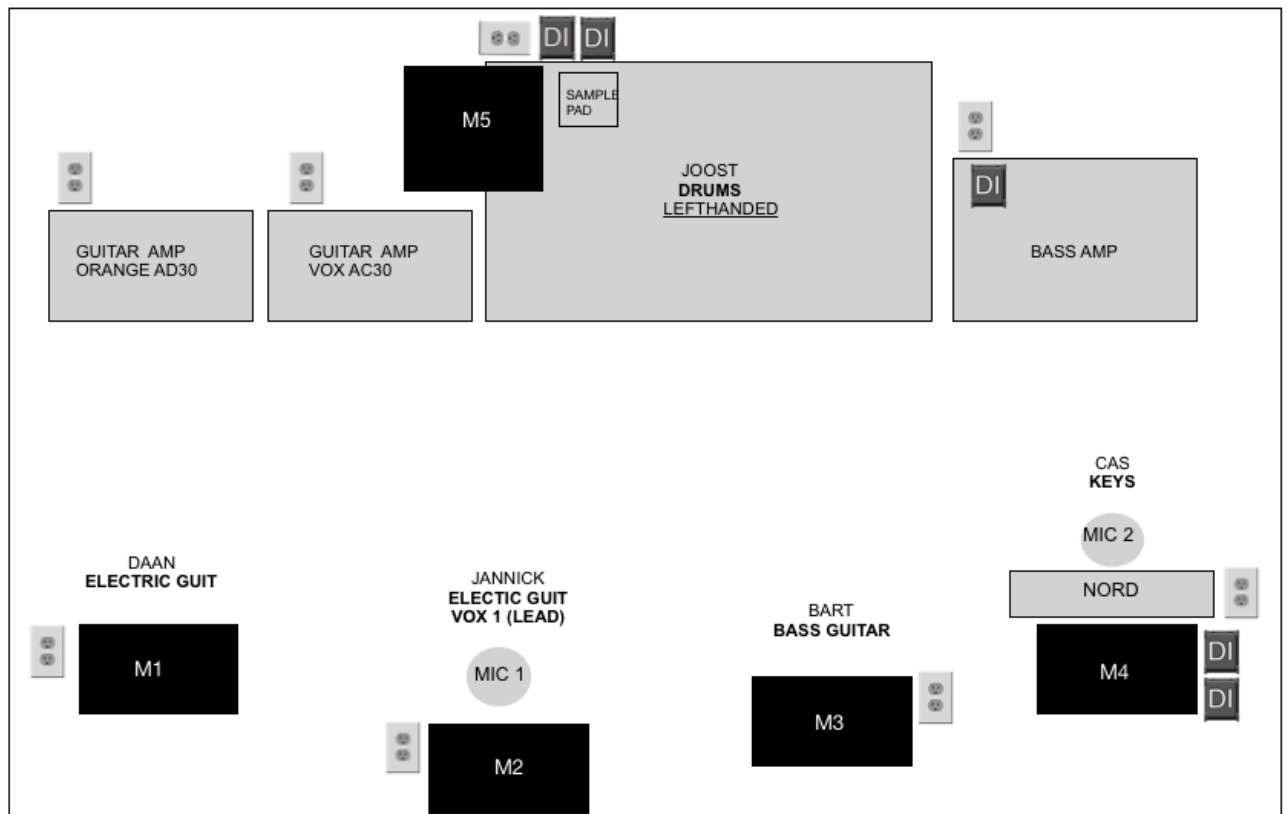 DI
DI
SAMPLE
PAD
M5
JOOST
DRUMS
LEFTHANDED
DI
GUITAR AMP
ORANGE AD30
GUITAR AMP
VOX AC30
BASS AMP
CAS
KEYS
MIC 2
NORD
DAAN
ELECTRIC GUIT
JANNICK
ELECTIC GUIT
VOX 1 (LEAD)
BART
BASS GUITAR
M1
MIC 1
M4
DI
DI
M3
M2